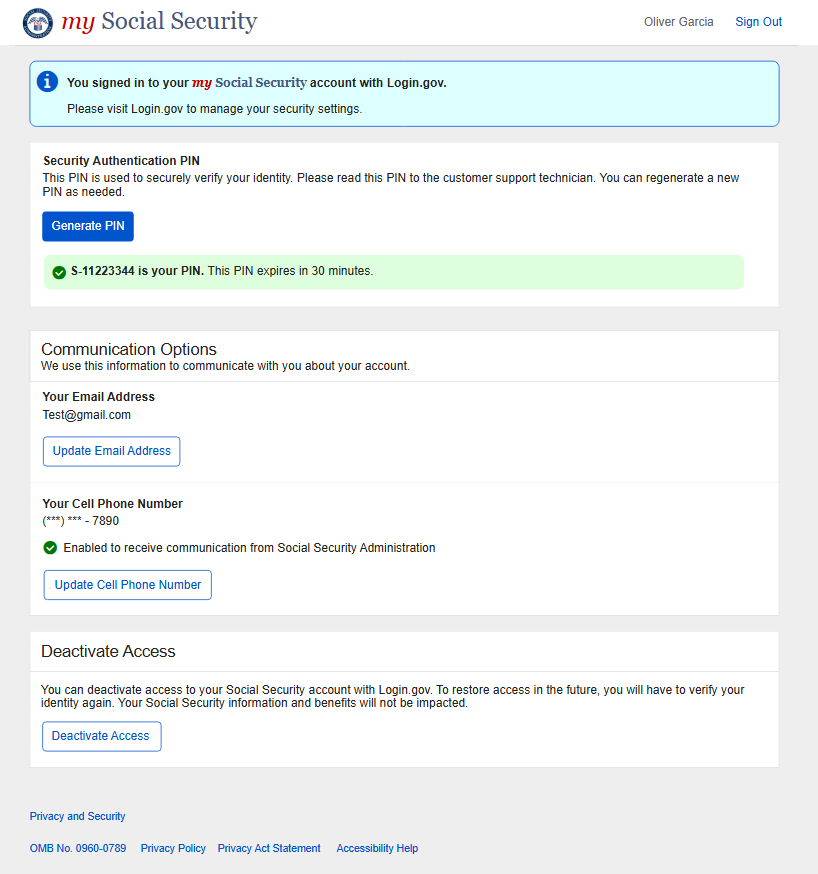 my Social Security
Oliver Garcia
Sign Out
You signed in to your my Social Security account with Login.gov.
Please visit Login.gov to manage your security settings.
Security Authentication PIN
This PIN is used to securely verify your identity. Please read this PIN to the customer support technician. You can regenerate a new
PIN as needed.
Generate PIN
S-11223344 is your PIN. This PIN expires in 30 minutes.
Communication Options
We use this information to communicate with you about your account.
Your Email Address
Test@gmail.com
Update Email Address
Your Cell Phone Number
(***) *** - 7890
Enabled to receive communication from Social Security Administration
Update Cell Phone Number
Deactivate Access
You can deactivate access to your Social Security account with Login.gov. To restore access in the future, you will have to verify your
identity again. Your Social Security information and benefits will not be impacted.
Deactivate Access
Privacy and Security
OMB No. 0960-0789
Privacy Policy
Privacy Act Statement
Accessibility Help